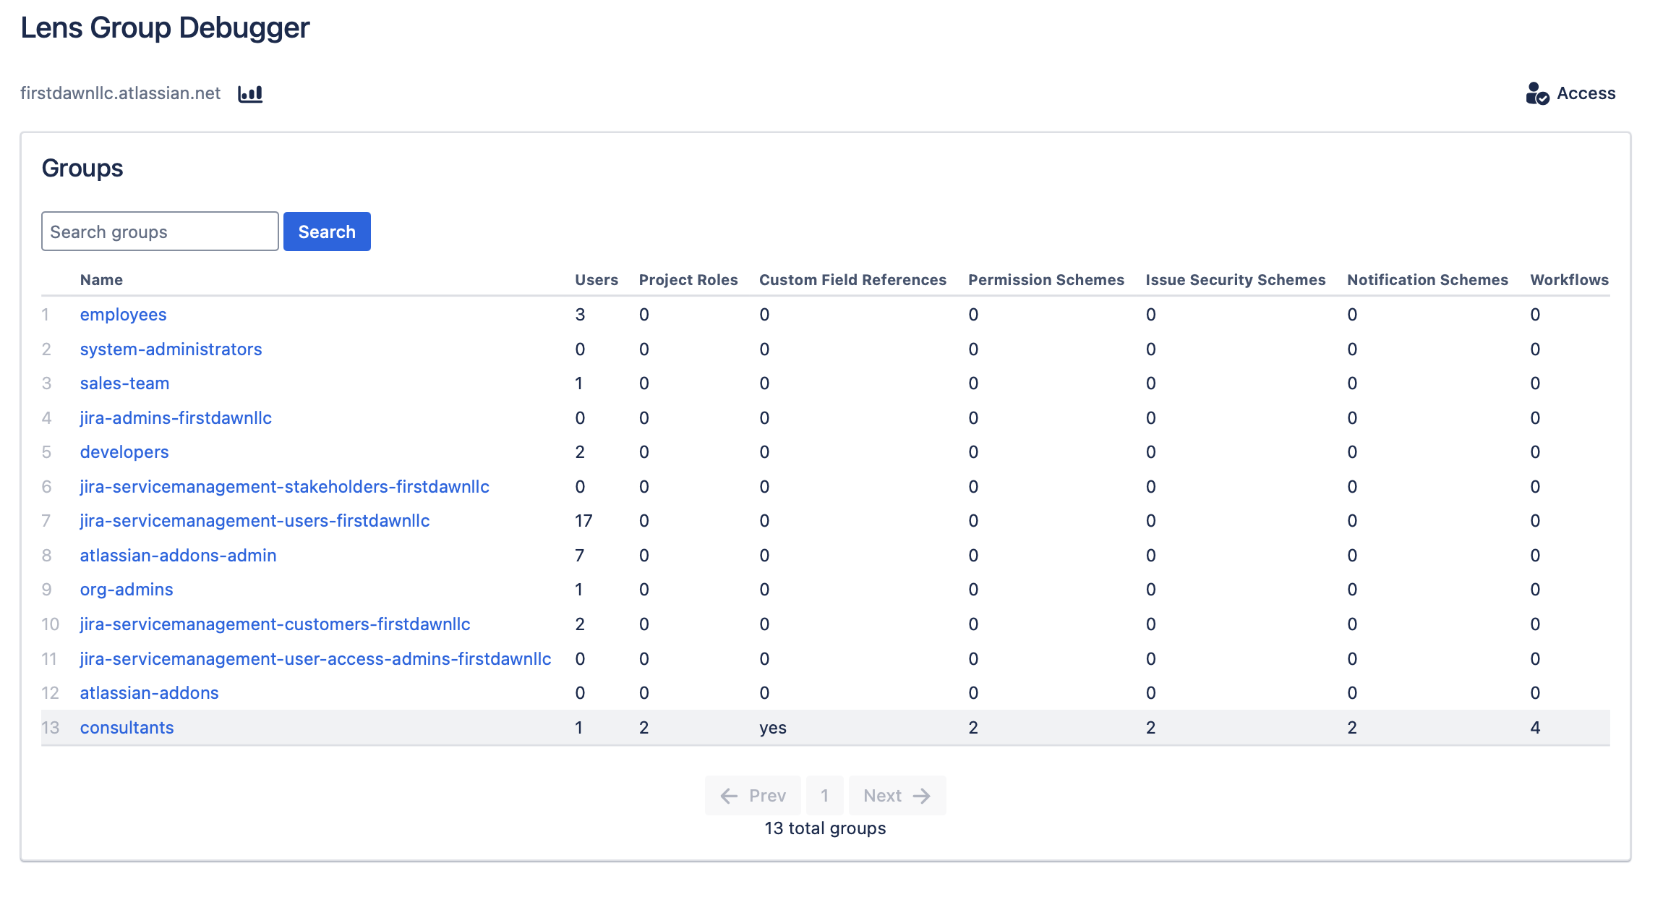 Lens Group Debugger
firstdawnllc.atlassian.net Access
Groups
Search groups Search
Name Users Project Roles Custom Field References Permission Schemes Issue Security Schemes Notification Schemes Workflows
1 employees 3 0 0 0 0 0 0
2 system-administrators 0 0 0 0 0 0 0
3 sales-team 1 0 0 0 0 0 0
4 jira-admins-firstdawnllc 0 0 0 0 0 0 0
5 developers 2 0 0 0 0 0 0
6 jira-servicemanagement-stakeholders-firstdawnllc 0 0 0 0 0 0 0
7 jira-servicemanagement-users-firstdawnllc 17 0 0 0 0 0 0
8 atlassian-addons-admin 7 0 0 0 0 0 0
9 org-admins 1 0 0 0 0 0 0
10 jira-servicemanagement-customers-firstdawnllc 2 0 0 0 0 0 0
11 jira-servicemanagement-user-access-admins-firstdawnllc 0 0 0 0 0 0 0
12 atlassian-addons 0 0 0 0 0 0 0
13 consultants 1 2 yes 2 2 2 4
← Prev 1 Next →
13 total groups